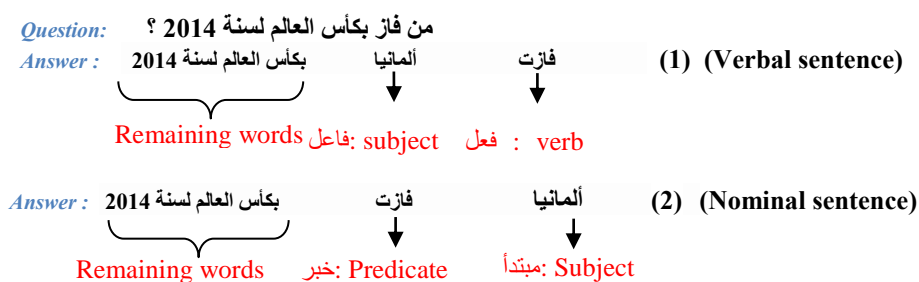 Question: من فاز بكأس العالم لسنة 2014 ؟
Answer : فازت ألمانيا بكأس العالم لسنة 2014 (1) (Verbal sentence)
Remaining words فاعل: subject فعل : verb
Answer : ألمانيا فازت بكأس العالم لسنة 2014 (2) (Nominal sentence)
Remaining words خبر: Predicate مبتدأ: Subject